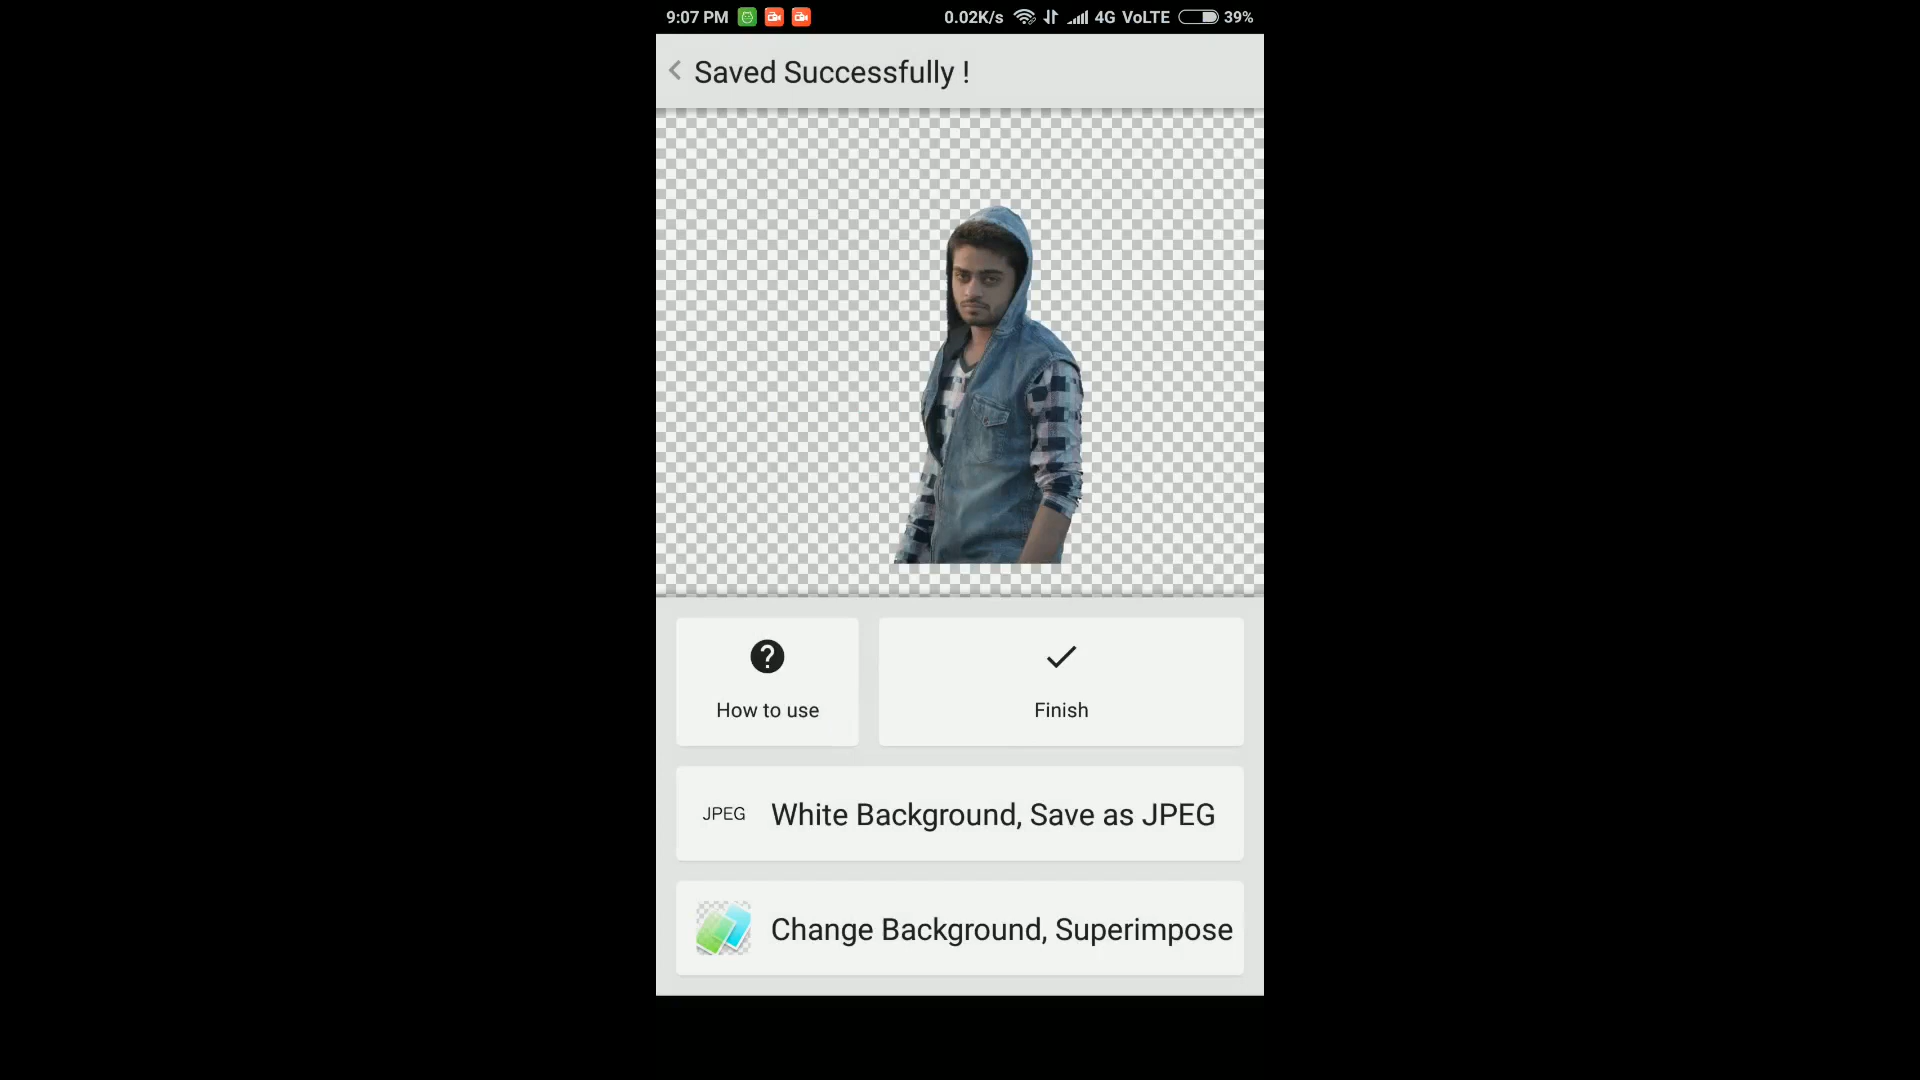 9:07 PM 0.02K/s 4G VoLTE 39%
Saved Successfully !
How to use
Finish
JPEG White Background, Save as JPEG
Change Background, Superimpose